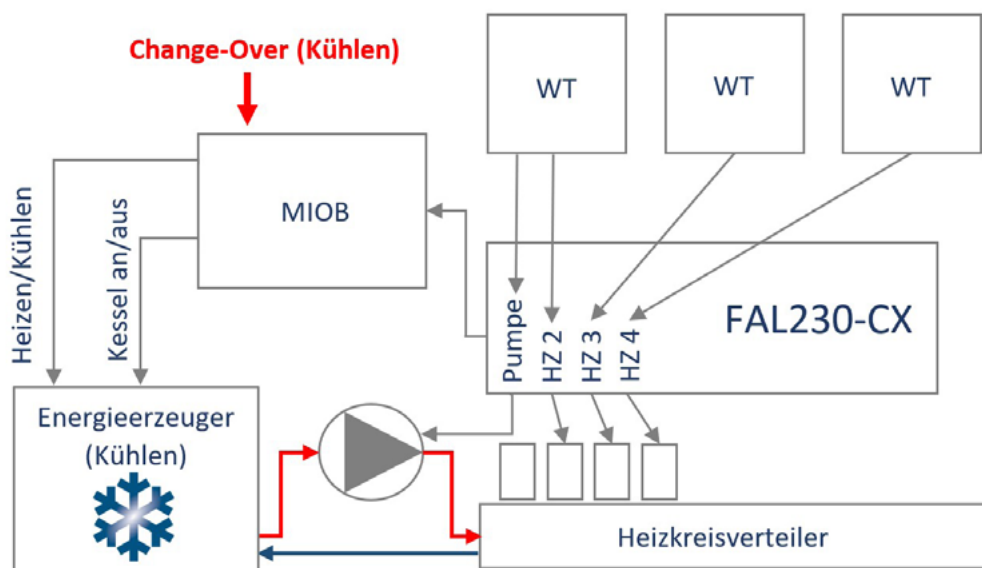 Change-Over (Kühlen)
WT
WT
WT
MIOB
Heizen/Kühlen
Kessel an/aus
FAL230-CX
Pumpe
HZ 2
HZ 3
HZ 4
Energieerzeuger
(Kühlen)
Heizkreisverteiler